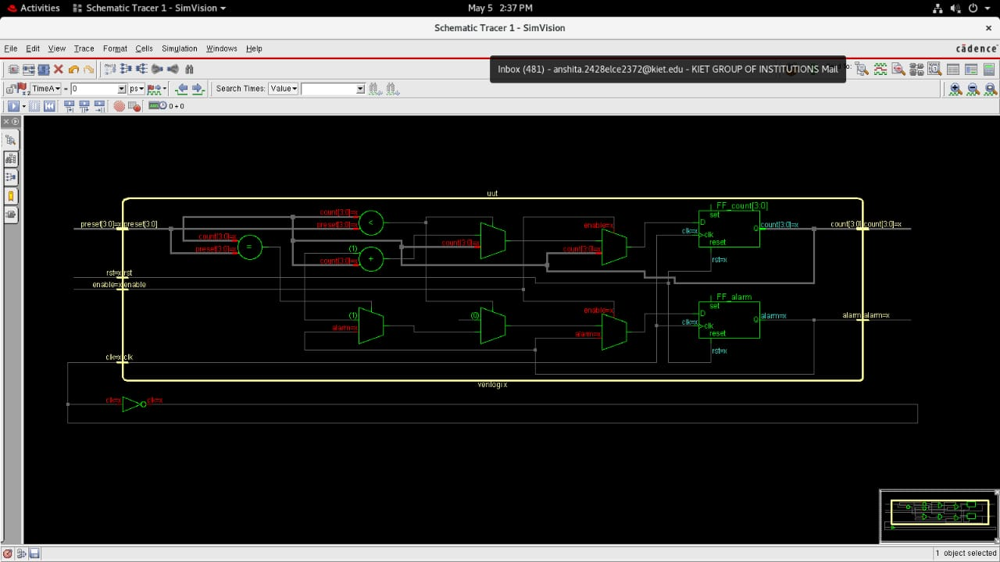 Activities Schematic Tracer 1 - SimVision May 5 2:37 PM
Schematic Tracer 1 - SimVision
File Edit View Trace Format Cells Simulation Windows Help cādence
Inbox (481) - anshita.2428elce2372@kiet.edu - KIET GROUP OF INSTITUTIONS Mail
TimeA = 0 ps Search Times: Value
0 + 0
uut
FF_count[3:0]
count[3:0]=x < set
preset[3:0]=x preset[3:0] preset[3:0]=x enable=x D Q count[3:0]=x count[3:0] count[3:0]=x
clk=x clk
count[3:0]=x = count[3:0]=x reset
preset[3:0]=x (1) + count[3:0]=x
count[3:0]=x rst=x
rst=x rst
enable=x enable
FF_alarm
set
enable=x D
(1) (0) Q alarm=x alarm alarm=x
clk=x clk
alarm=x alarm=x reset
rst=x
clk=x clk
verilog1x
clk=x clk=x
1 object selected